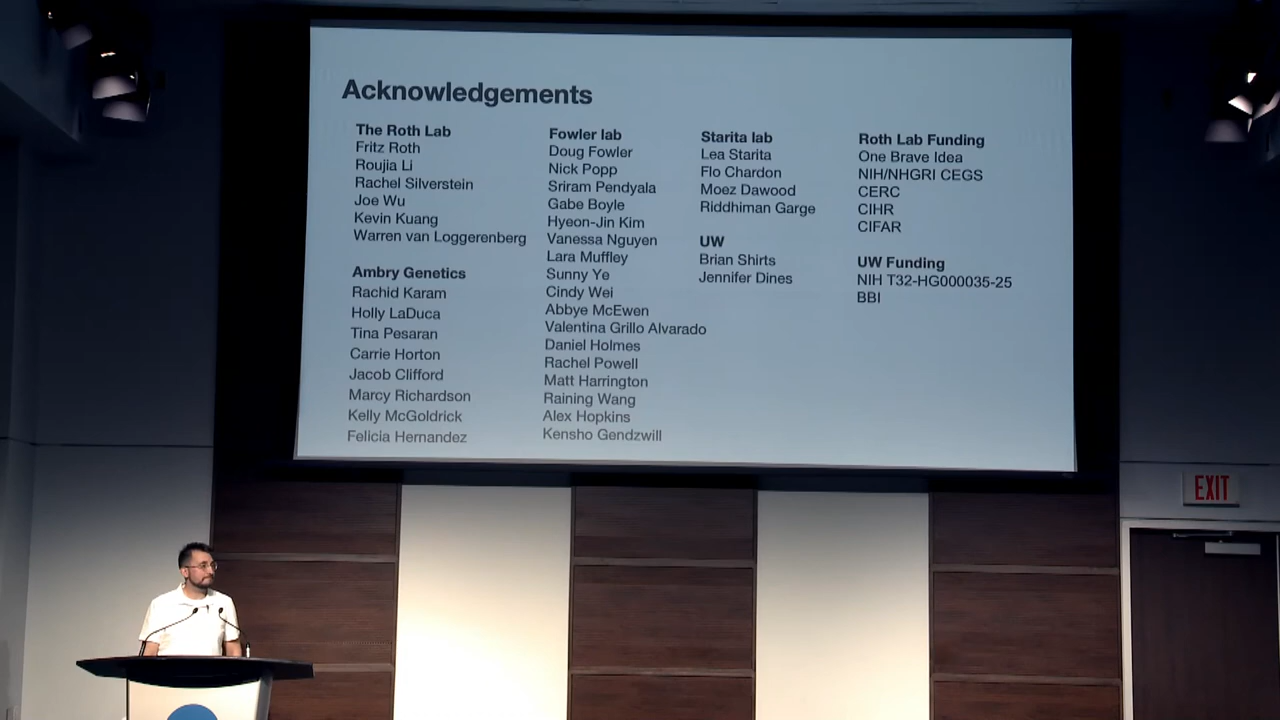 Acknowledgements
The Roth Lab
Fritz Roth
Roujia Li
Rachel Silverstein
Joe Wu
Kevin Kuang
Warren van Loggerenberg
Ambry Genetics
Rachid Karam
Holly LaDuca
Tina Pesaran
Carrie Horton
Jacob Clifford
Marcy Richardson
Kelly McGoldrick
Felicia Hernandez
Fowler lab
Doug Fowler
Nick Popp
Sriram Pendyala
Gabe Boyle
Hyeon-Jin Kim
Vanessa Nguyen
Lara Muffley
Sunny Ye
Cindy Wei
Abbye McEwen
Valentina Grillo Alvarado
Daniel Holmes
Rachel Powell
Matt Harrington
Raining Wang
Alex Hopkins
Kensho Gendzwill
Starita lab
Lea Starita
Flo Chardon
Moez Dawood
Riddhiman Garge
UW
Brian Shirts
Jennifer Dines
Roth Lab Funding
One Brave Idea
NIH/NHGRI CEGS
CERC
CIHR
CIFAR
UW Funding
NIH T32-HG000035-25
BBI
EXIT